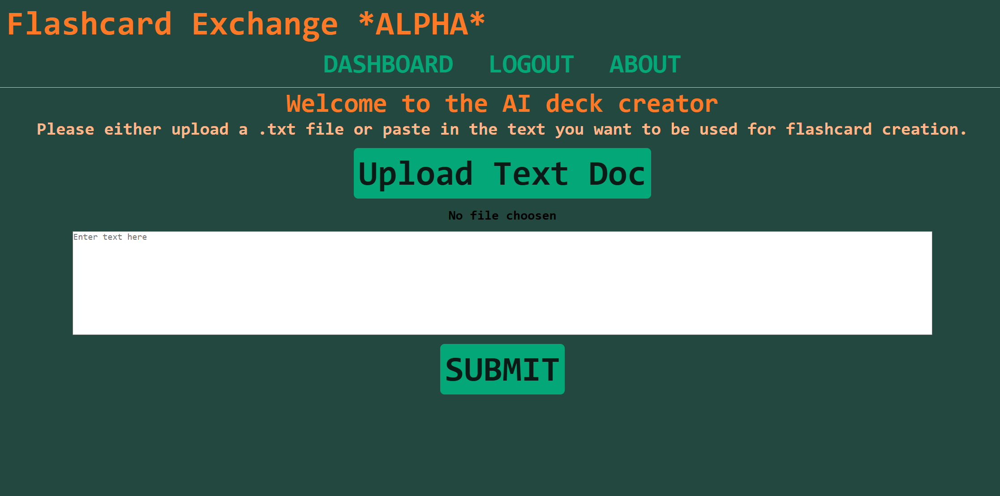 Flashcard Exchange *ALPHA*
DASHBOARD LOGOUT ABOUT
Welcome to the AI deck creator
Please either upload a .txt file or paste in the text you want to be used for flashcard creation.
Upload Text Doc
No file choosen
Enter text here
SUBMIT